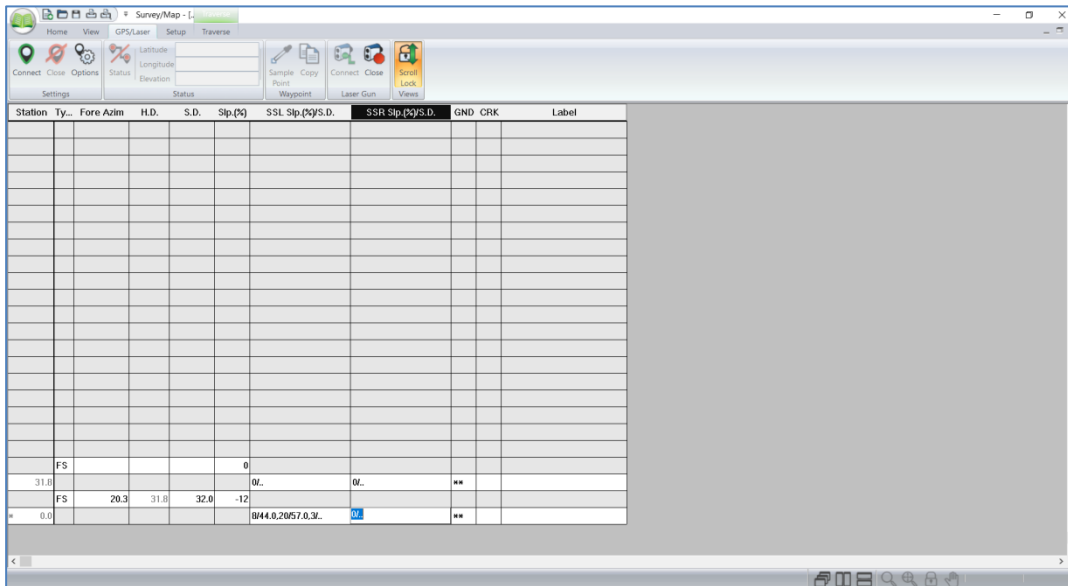 Survey/Map - [..
Home View GPS/Laser Setup Traverse
Connect Close Options Status Latitude Sample Point Copy Connect Close Scroll Lock
Longitude
Elevation
Settings Status Waypoint Laser Gun Views
Station Ty... Fore Azim H.D. S.D. Slp.(%) SSL Slp.(%)/S.D. SSR Slp.(%)/S.D. GND CRK Label
FS 0
31.8 0/.. 0/.. **
FS 20.3 31.8 32.0 -12
* 0.0 8/44.0,20/57.0,3/.. 0/.. **